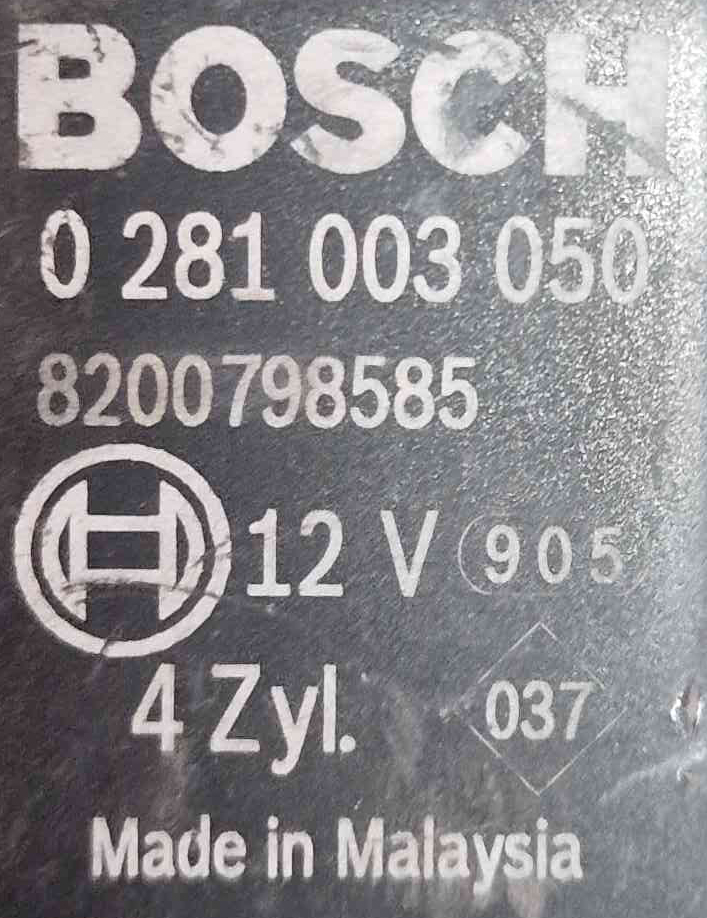 BOSCH
0 281 003 050
8200798585
12 V 905
4 Zyl. 037
Made in Malaysia